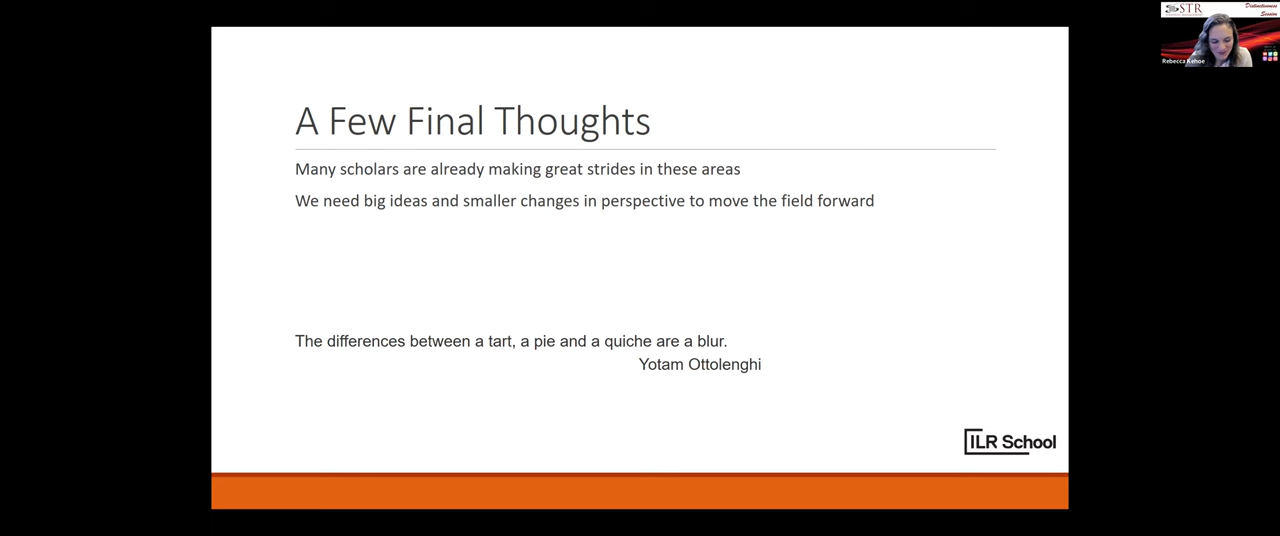 A Few Final Thoughts
Many scholars are already making great strides in these areas
We need big ideas and smaller changes in perspective to move the field forward
The differences between a tart, a pie and a quiche are a blur.
Yotam Ottolenghi
ILR School
STR
Distinctiveness
Session
Rebecca Kehoe